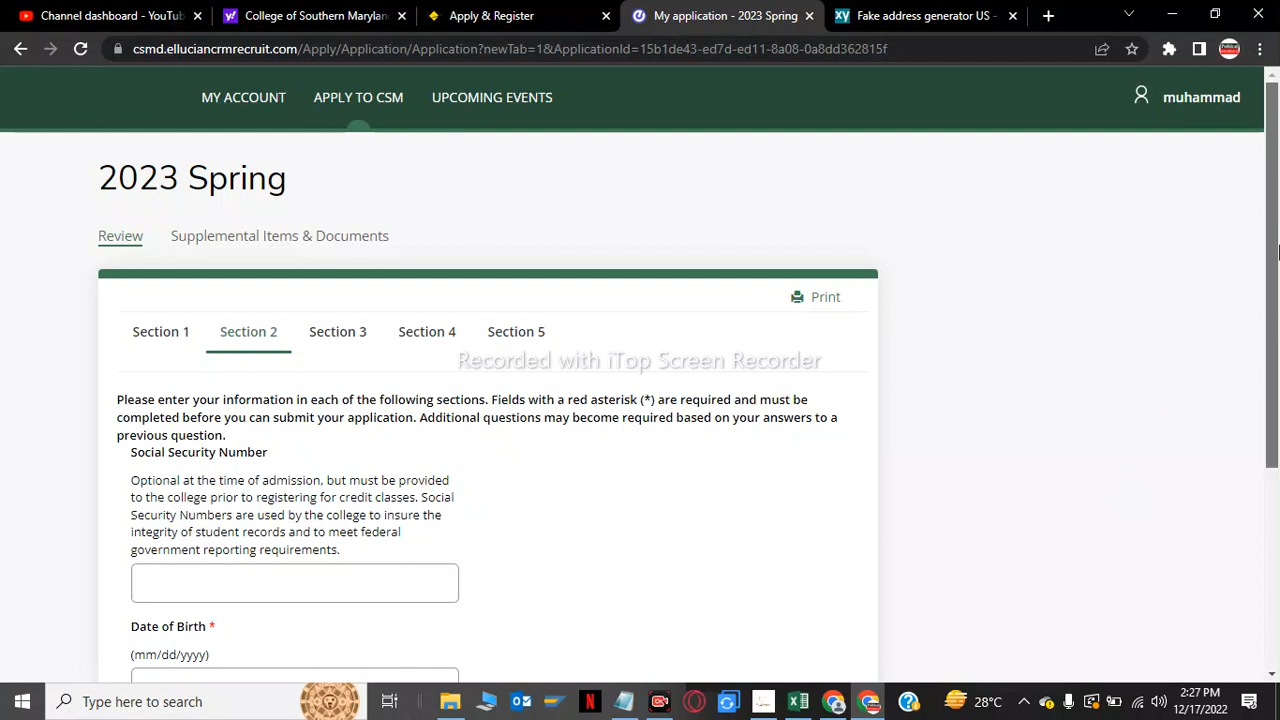 Channel dashboard - YouTub
College of Southern Marylan
Apply & Register
My application - 2023 Spring
Fake address generator US -
csmd.elluciancrmrecruit.com/Apply/Application/Application?newTab=1&ApplicationId=15b1de43-ed7d-ed11-8a08-0a8dd362815f
MY ACCOUNT
APPLY TO CSM
UPCOMING EVENTS
muhammad
2023 Spring
Review
Supplemental Items & Documents
Print
Section 1
Section 2
Section 3
Section 4
Section 5
Recorded with iTop Screen Recorder
Please enter your information in each of the following sections. Fields with a red asterisk (*) are required and must be
completed before you can submit your application. Additional questions may become required based on your answers to a
previous question.
Social Security Number
Optional at the time of admission, but must be provided
to the college prior to registering for credit classes. Social
Security Numbers are used by the college to insure the
integrity of student records and to meet federal
government reporting requirements.
Date of Birth *
(mm/dd/yyyy)
Type here to search
28°C
2:27 PM
12/17/2022